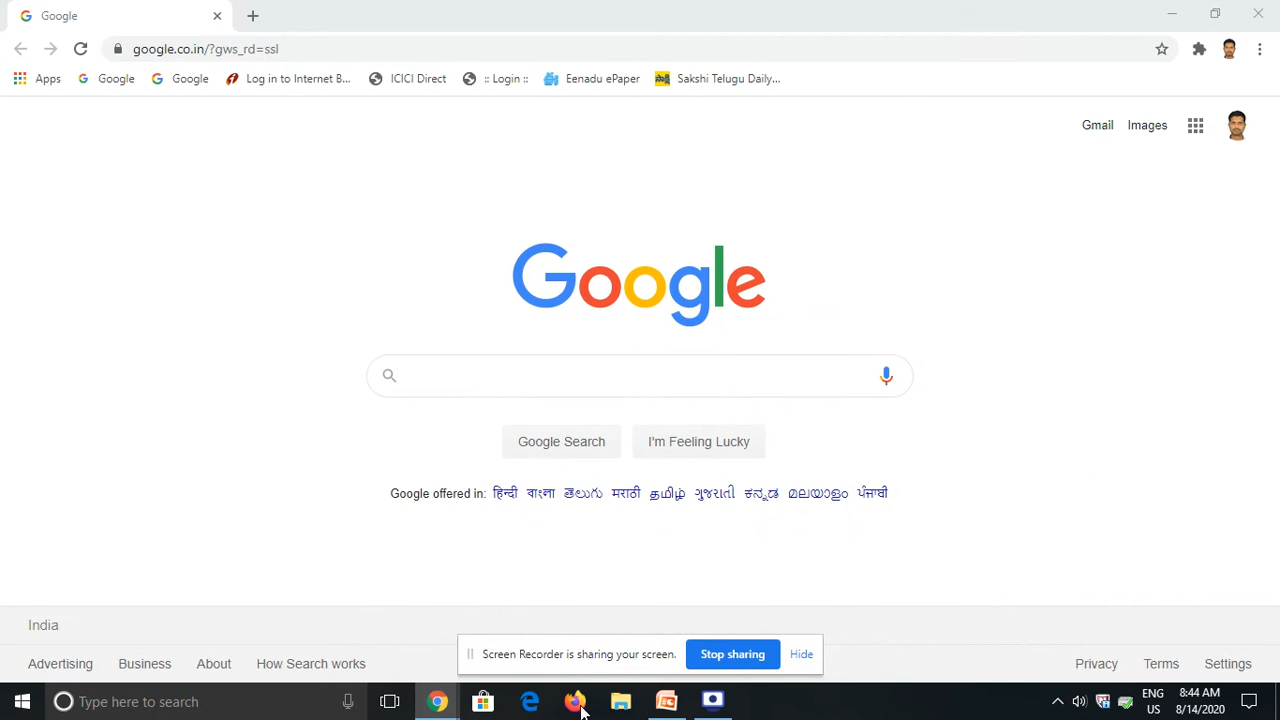 Google
google.co.in/?gws_rd=ssl
Apps Google Google Log in to Internet B... ICICI Direct :: Login :: Eenadu ePaper Sakshi Telugu Daily...
Gmail Images
Google
Google Search I'm Feeling Lucky
Google offered in: हिन्दी বাংলা తెలుగు मराठी தமிழ் ગુજરાતી ಕನ್ನಡ മലയാളം ਪੰਜਾਬੀ
India
Screen Recorder is sharing your screen. Stop sharing Hide
Advertising Business About How Search works Privacy Terms Settings
Type here to search
ENG 8:44 AM
US 8/14/2020